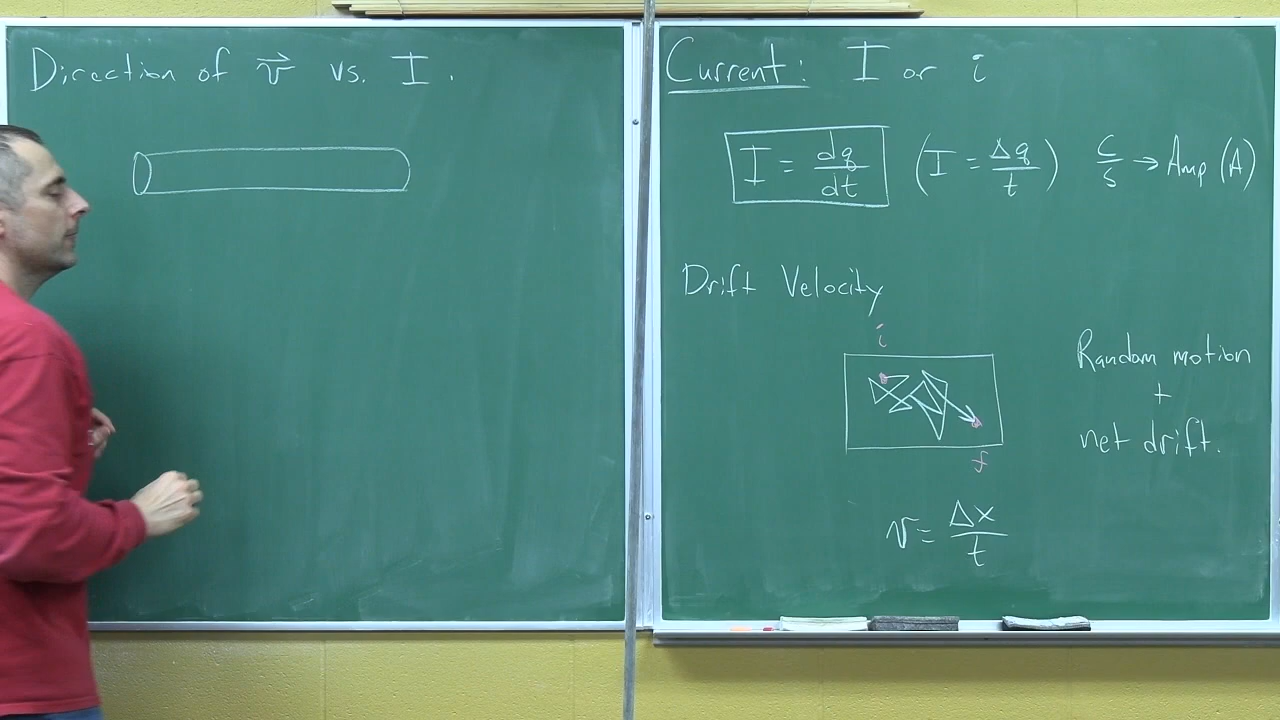 Direction of v⃗ vs. I.
Current: I or i
I = dq/dt (I = Δq/t) C/s → Amp (A)
Drift Velocity
i
f
Random motion
+
net drift.
v = Δx/t